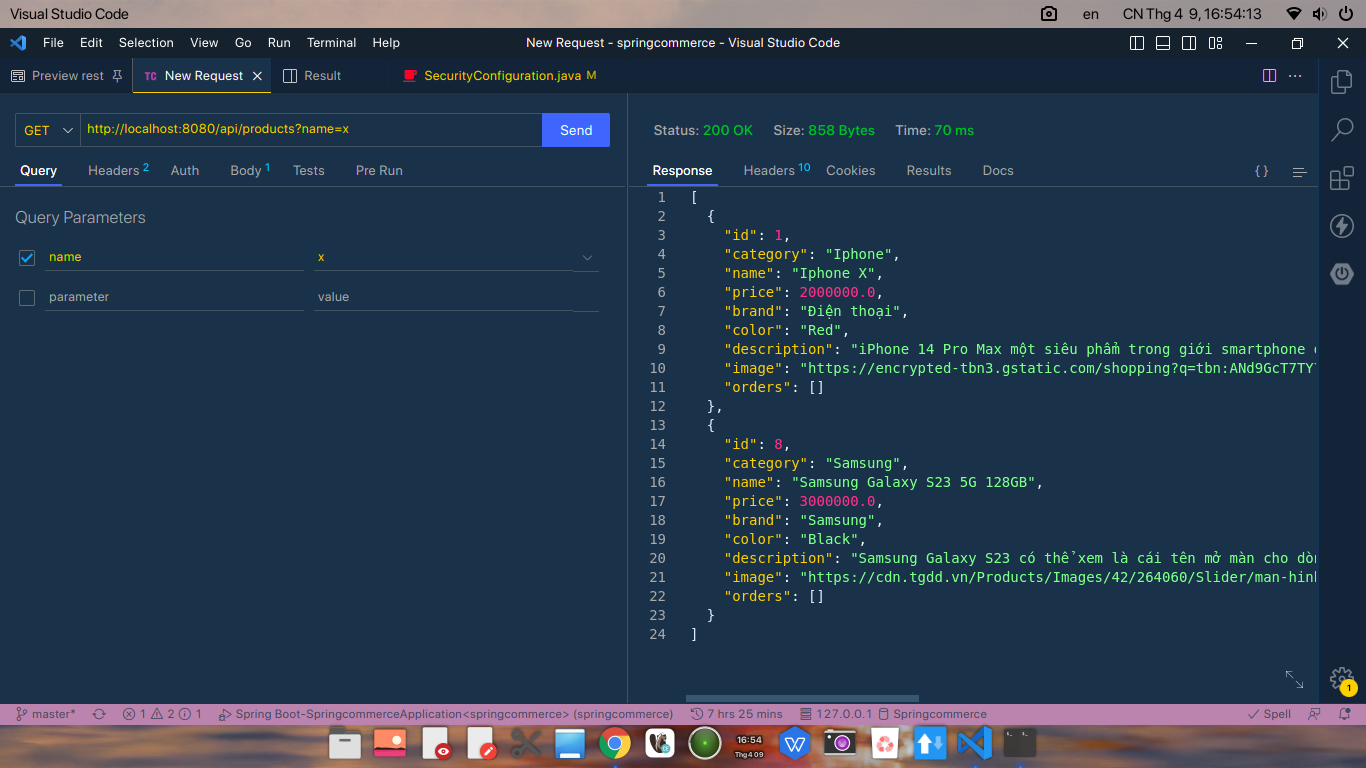 Visual Studio Code
en
CN Thg 4 9, 16:54:13
File Edit Selection View Go Run Terminal Help
New Request - springcommerce - Visual Studio Code
Preview rest
TC New Request
Result
SecurityConfiguration.java M
GET
http://localhost:8080/api/products?name=x
Send
Status: 200 OK Size: 858 Bytes Time: 70 ms
Query Headers 2 Auth Body 1 Tests Pre Run
Response Headers 10 Cookies Results Docs { }
Query Parameters
name x
parameter value
1 [
2 {
3 "id": 1,
4 "category": "Iphone",
5 "name": "Iphone X",
6 "price": 2000000.0,
7 "brand": "Điện thoại",
8 "color": "Red",
9 "description": "iPhone 14 Pro Max một siêu phẩm trong giới smartphone
10 "image": "https://encrypted-tbn3.gstatic.com/shopping?q=tbn:ANd9GcT7TY
11 "orders": []
12 },
13 {
14 "id": 8,
15 "category": "Samsung",
16 "name": "Samsung Galaxy S23 5G 128GB",
17 "price": 3000000.0,
18 "brand": "Samsung",
19 "color": "Black",
20 "description": "Samsung Galaxy S23 có thể xem là cái tên mở màn cho dòn
21 "image": "https://cdn.tgdd.vn/Products/Images/42/264060/Slider/man-hinh
22 "orders": []
23 }
24 ]
1
master* 1 2 1 Spring Boot-SpringcommerceApplication<springcommerce> (springcommerce) 7 hrs 25 mins 127.0.0.1 Springcommerce Spell
16:54
Thg4 09